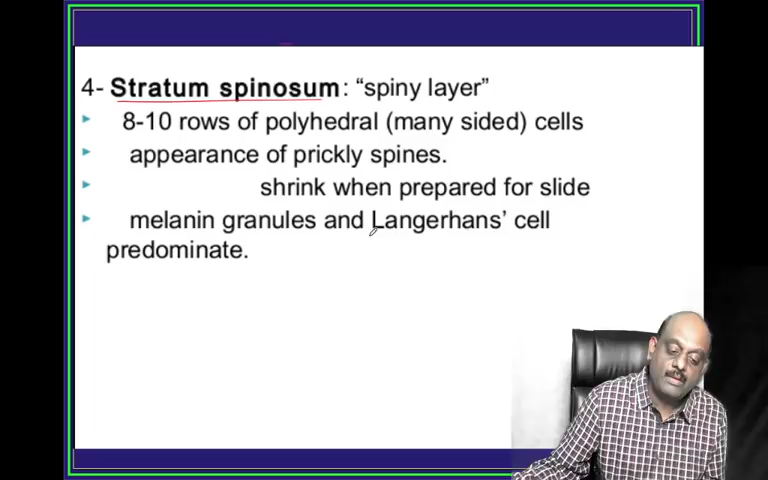 4- Stratum spinosum: “spiny layer”
8-10 rows of polyhedral (many sided) cells
appearance of prickly spines.
shrink when prepared for slide
melanin granules and Langerhans’ cell
predominate.